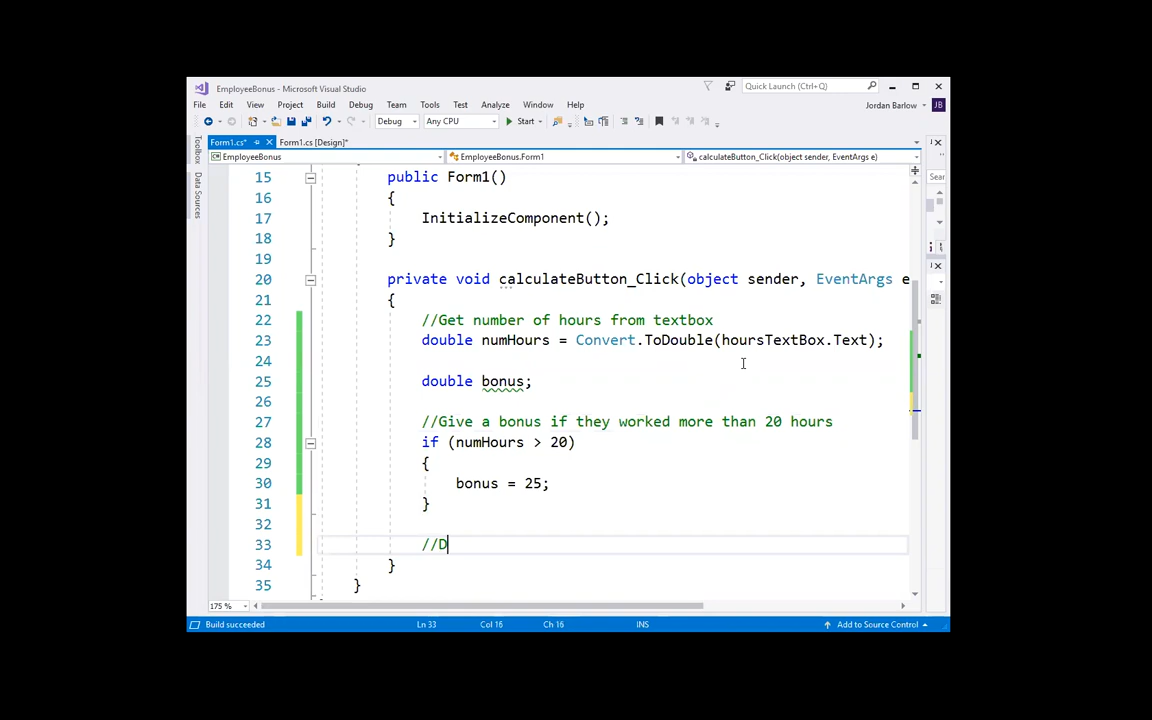 EmployeeBonus - Microsoft Visual Studio
Quick Launch (Ctrl+Q)
File Edit View Project Build Debug Team Tools Test Analyze Window Help
Jordan Barlow JB
Debug Any CPU Start
Form1.cs* Form1.cs [Design]*
Toolbox
Data Sources
EmployeeBonus EmployeeBonus.Form1 calculateButton_Click(object sender, EventArgs e)
Sear
15 public Form1()
16 {
17 InitializeComponent();
18 }
19
20 private void calculateButton_Click(object sender, EventArgs e
21 {
22 //Get number of hours from textbox
23 double numHours = Convert.ToDouble(hoursTextBox.Text);
24
25 double bonus;
26
27 //Give a bonus if they worked more than 20 hours
28 if (numHours > 20)
29 {
30 bonus = 25;
31 }
32
33 //D
34 }
35 }
175 %
Build succeeded Ln 33 Col 16 Ch 16 INS Add to Source Control